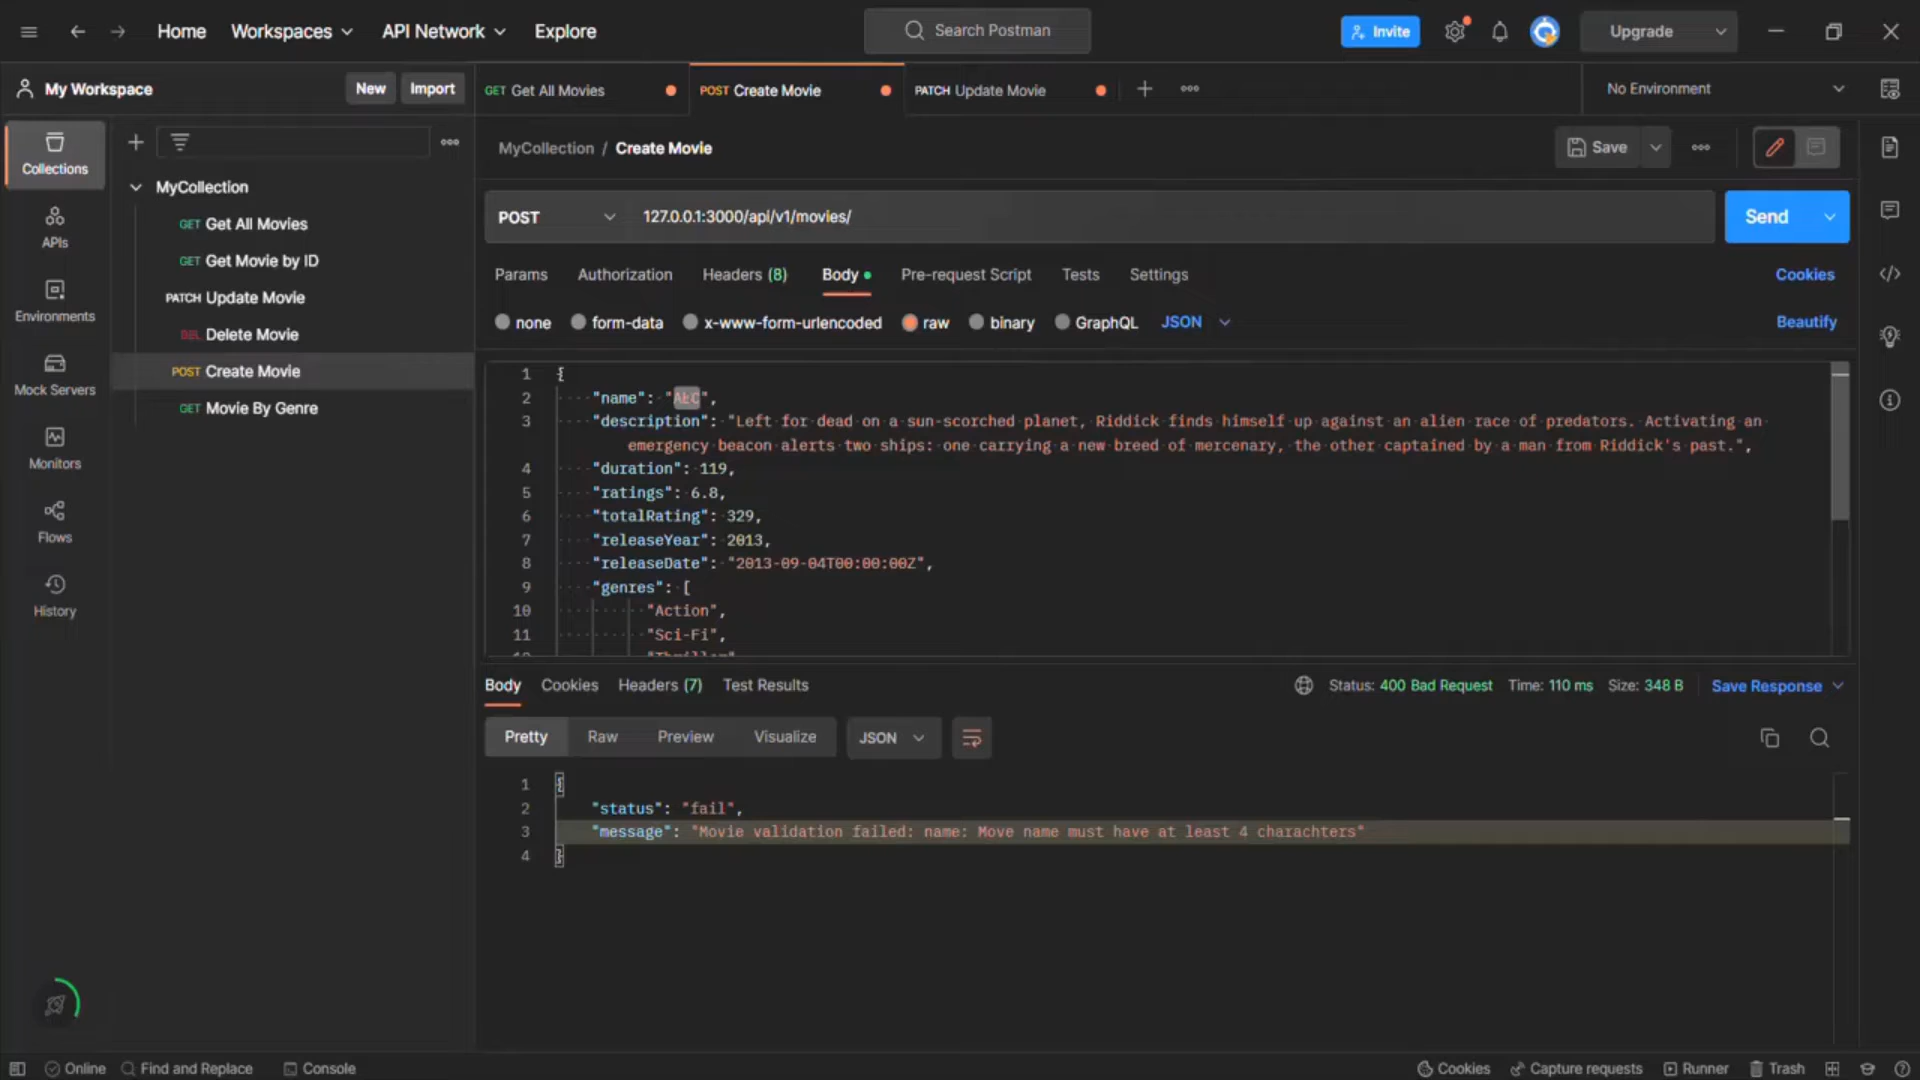 Home Workspaces API Network Explore Search Postman Invite Upgrade
My Workspace New Import GET Get All Movies POST Create Movie PATCH Update Movie No Environment
Collections
APIs
Environments
Mock Servers
Monitors
Flows
History
MyCollection
GET Get All Movies
GET Get Movie by ID
PATCH Update Movie
DEL Delete Movie
POST Create Movie
GET Movie By Genre
MyCollection / Create Movie Save
POST 127.0.0.1:3000/api/v1/movies/ Send
Params Authorization Headers (8) Body Pre-request Script Tests Settings Cookies
none form-data x-www-form-urlencoded raw binary GraphQL JSON Beautify
1 {
2 "name": "
3 "description": "Left for dead on a sun-scorched planet, Riddick finds himself up against an alien race of predators. Activating an
emergency beacon alerts two ships: one carrying a new breed of mercenary, the other captained by a man from Riddick's past.",
4 "duration": 119,
5 "ratings": 6.8,
6 "totalRating": 329,
7 "releaseYear": 2013,
8 "releaseDate": "2013-09-04T00:00:00Z",
9 "genres": [
10 "Action",
11 "Sci-Fi",
Body Cookies Headers (7) Test Results Status: 400 Bad Request Time: 110 ms Size: 348 B Save Response
Pretty Raw Preview Visualize JSON
1 {
2 "status": "fail",
3 "message": "Movie validation failed: name: Move name must have at least 4 charachters"
4 }
Online Find and Replace Console Cookies Capture requests Runner Trash